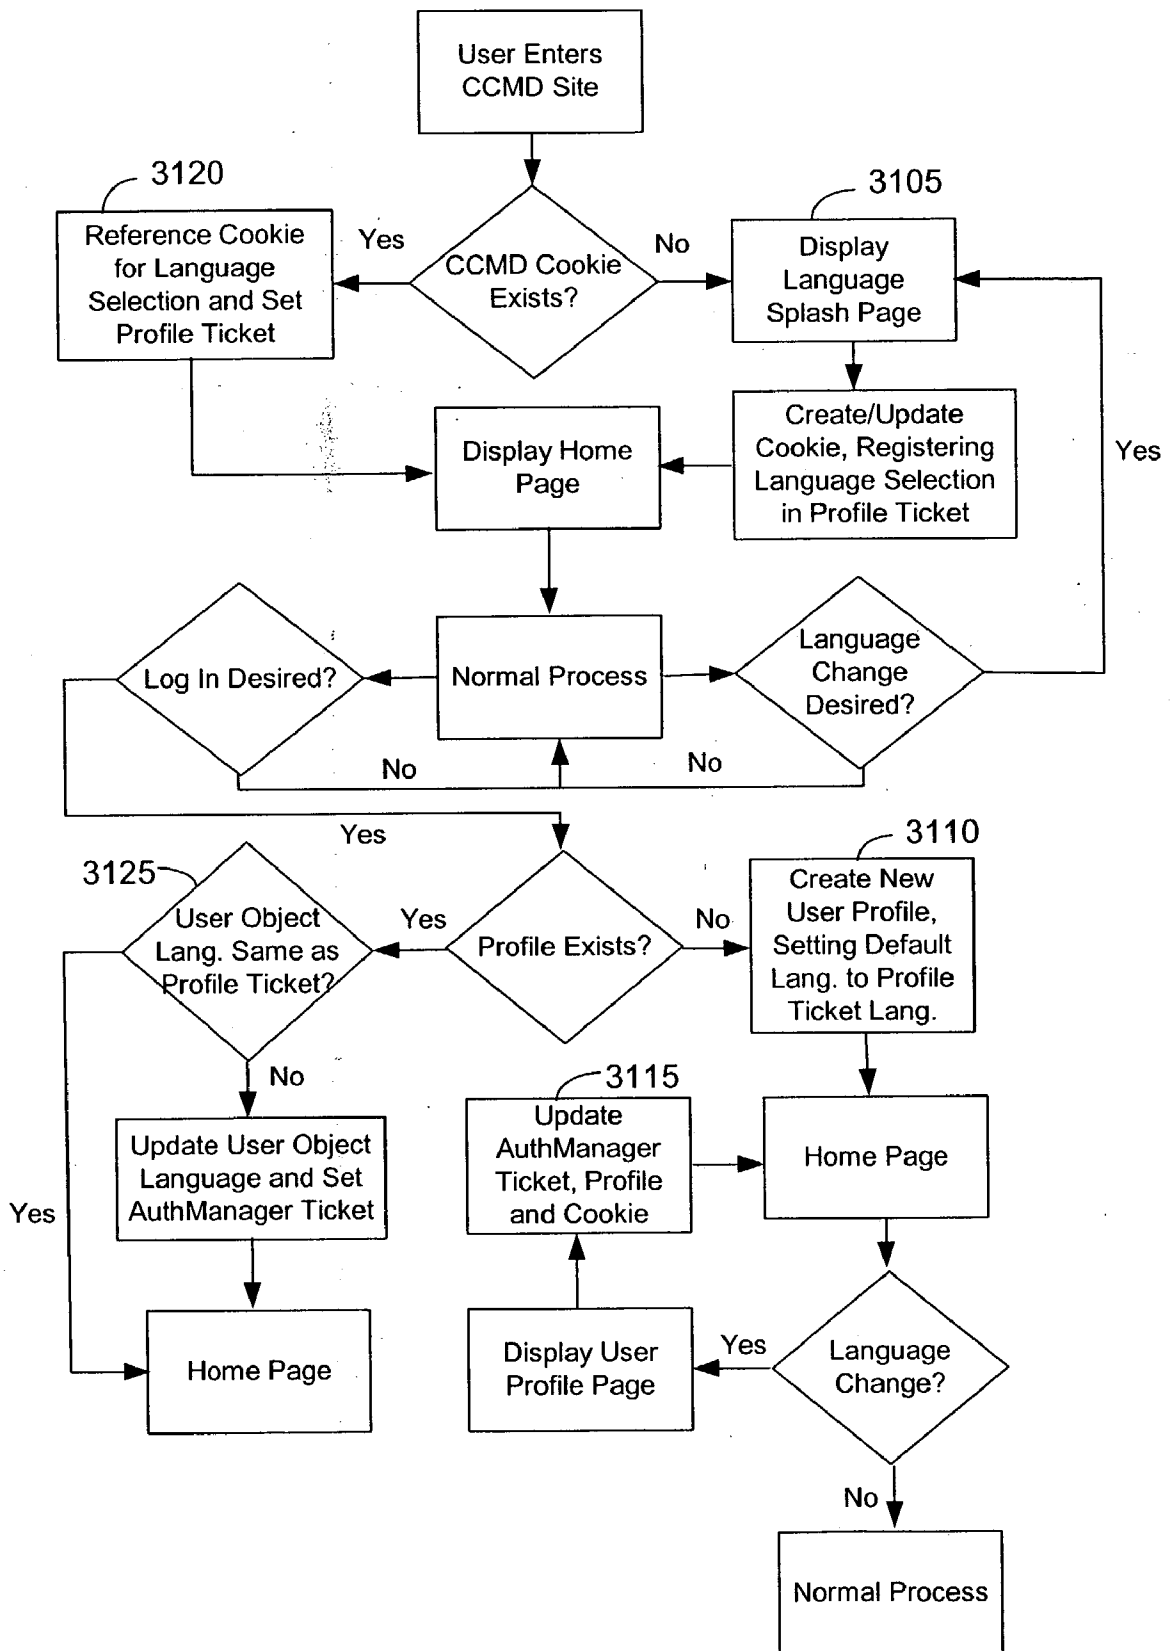 User Enters
CCMD Site
3120
3105
Reference Cookie
for Language
Selection and Set
Profile Ticket
Yes
CCMD Cookie
Exists?
No
Display
Language
Splash Page
Display Home
Page
Create/Update
Cookie, Registering
Language Selection
in Profile Ticket
Yes
Log In Desired?
Normal Process
Language
Change
Desired?
No
No
Yes
3125
User Object
Lang. Same as
Profile Ticket?
Yes
Profile Exists?
No
3110
Create New
User Profile,
Setting Default
Lang. to Profile
Ticket Lang.
No
3115
Update User Object
Language and Set
AuthManager Ticket
Update
AuthManager
Ticket, Profile
and Cookie
Home Page
Yes
Home Page
Display User
Profile Page
Yes
Language
Change?
No
Normal Process